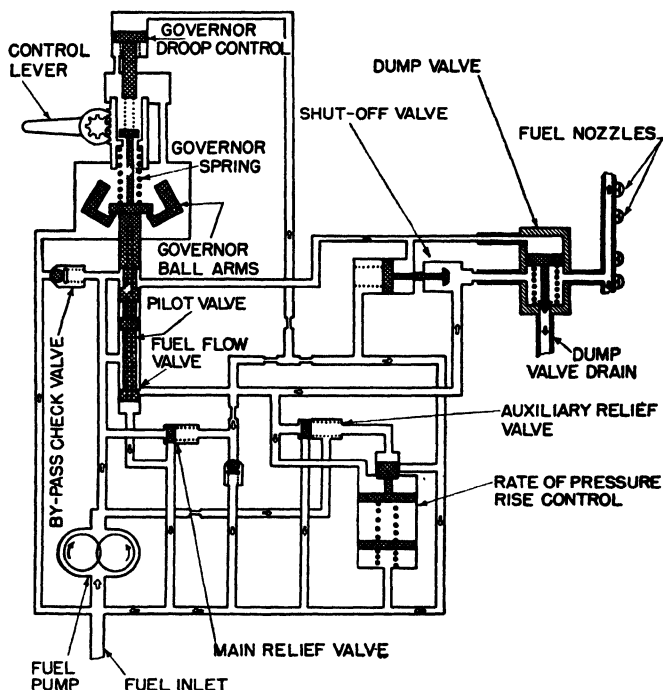 GOVERNOR
DROOP CONTROL
CONTROL
LEVER
DUMP VALVE
SHUT-OFF VALVE
FUEL NOZZLES
GOVERNOR
SPRING
GOVERNOR
BALL ARMS
PILOT VALVE
FUEL FLOW
VALVE
DUMP
VALVE DRAIN
BY-PASS CHECK VALVE
AUXILIARY RELIEF
VALVE
RATE OF PRESSURE
RISE CONTROL
MAIN RELIEF VALVE
FUEL
PUMP
FUEL INLET